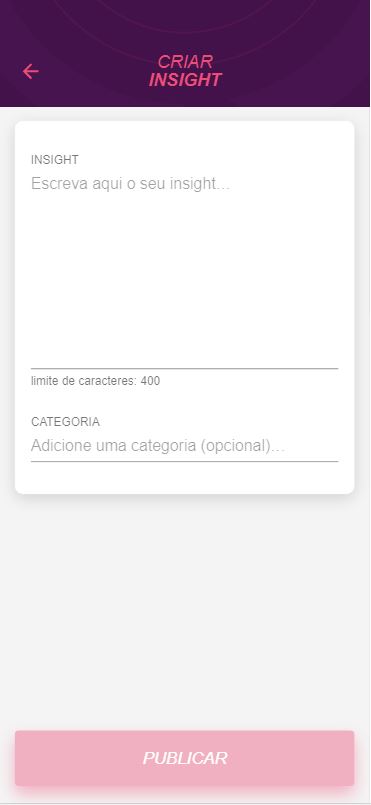 CRIAR
INSIGHT
INSIGHT
Escreva aqui o seu insight...
limite de caracteres: 400
CATEGORIA
Adicione uma categoria (opcional)...
PUBLICAR